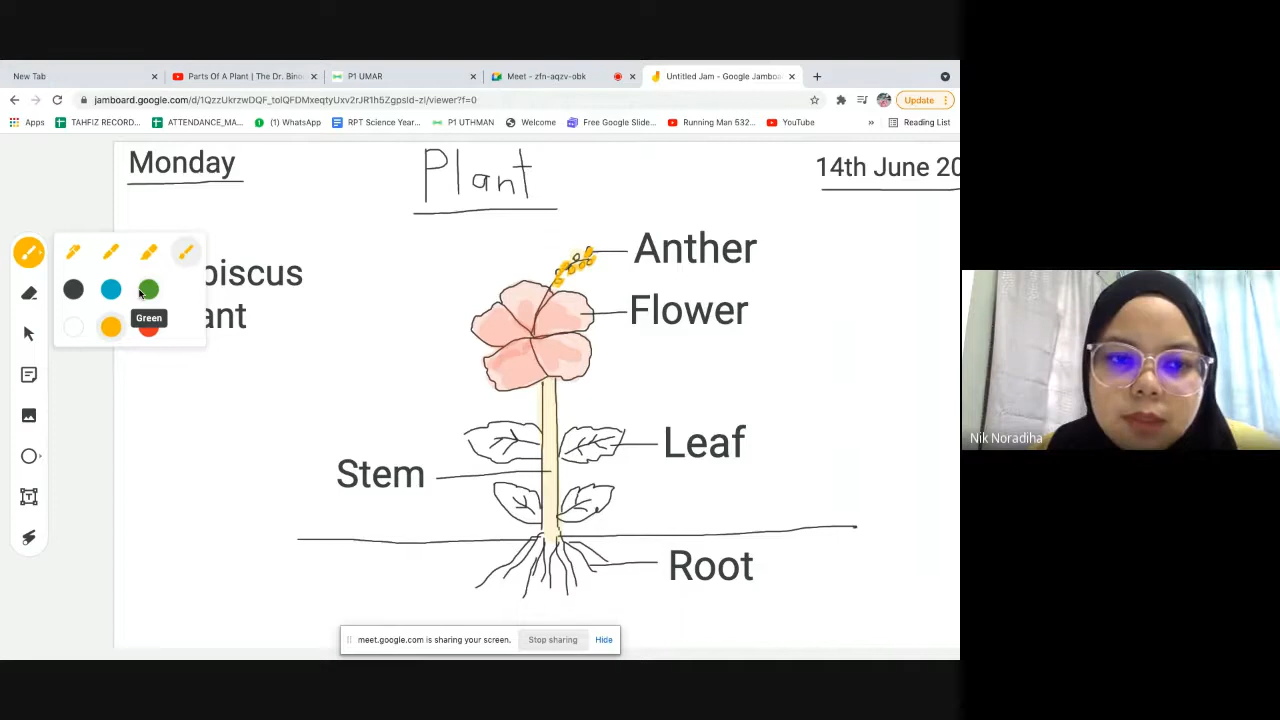 New Tab
Parts Of A Plant | The Dr. Bino
P1 UMAR
Meet - zfn-aqzv-obk
Untitled Jam - Google Jamboa
jamboard.google.com/d/
/viewer?f=0
Update
Apps
TAHFIZ RECORD...
ATTENDANCE_MA...
(1) WhatsApp
RPT Science Year...
P1 UTHMAN
Welcome
Free Google Slide...
Running Man 532...
YouTube
»
Reading List
Monday
Plant
14th June 20
Anther
biscus
Flower
ant
Green
Leaf
Stem
Root
Nik Noradiha
meet.google.com is sharing your screen.
Stop sharing
Hide